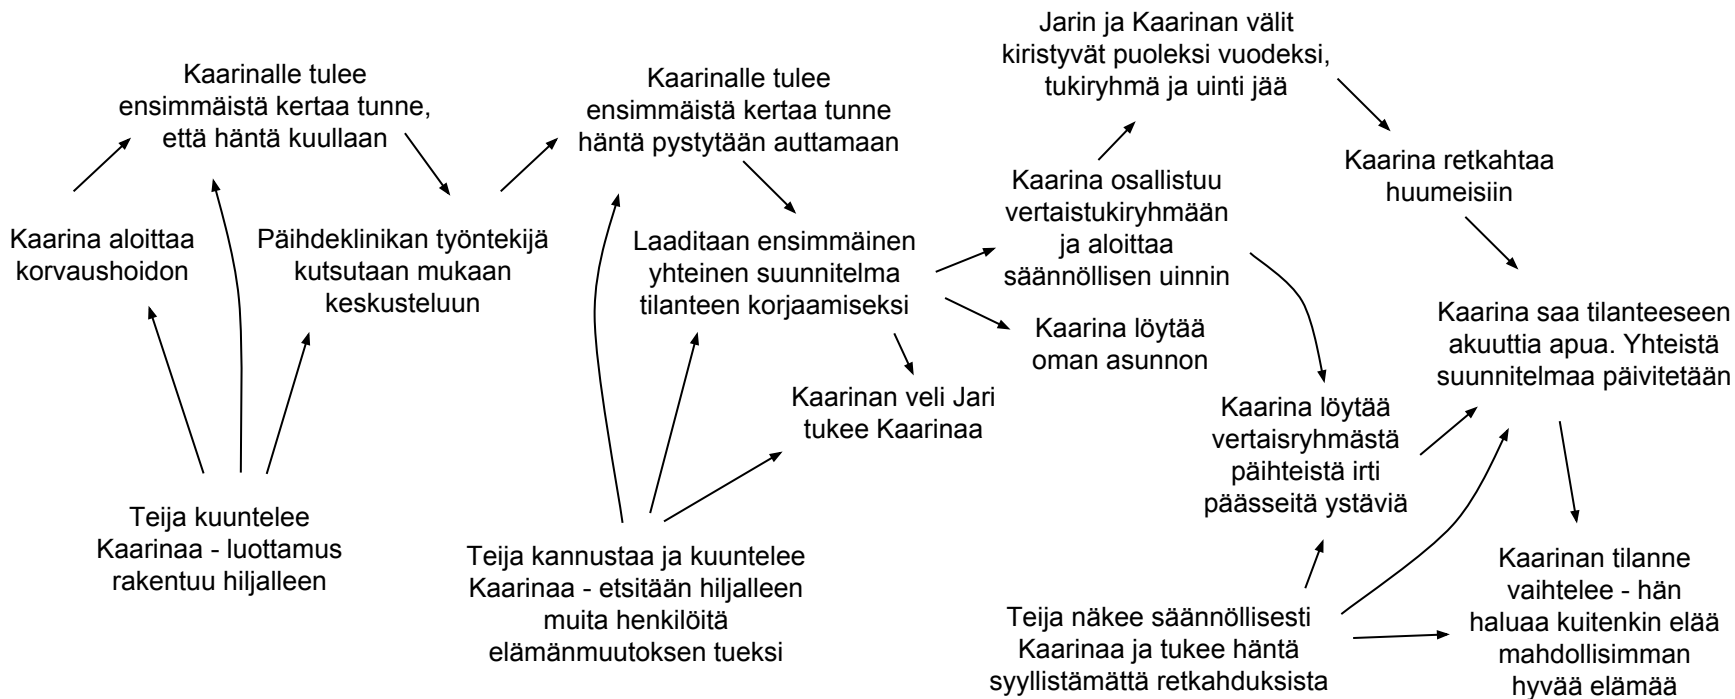 Kaarinalle tulee
ensimmäistä kertaa tunne,
että häntä kuullaan
Kaarina aloittaa
korvaushoidon
Päihdeklinikan työntekijä
kutsutaan mukaan
keskusteluun
Teija kuuntelee
Kaarinaa - luottamus
rakentuu hiljalleen
Kaarinalle tulee
ensimmäistä kertaa tunne
häntä pystytään auttamaan
Laaditaan ensimmäinen
yhteinen suunnitelma
tilanteen korjaamiseksi
Kaarinan veli Jari
tukee Kaarinaa
Teija kannustaa ja kuuntelee
Kaarinaa - etsitään hiljalleen
muita henkilöitä
elämänmuutoksen tueksi
Jarin ja Kaarinan välit
kiristyvät puoleksi vuodeksi,
tukiryhmä ja uinti jää
Kaarina osallistuu
vertaistukiryhmään
ja aloittaa
säännöllisen uinnin
Kaarina löytää
oman asunnon
Kaarina retkahtaa
huumeisiin
Kaarina löytää
vertaisryhmästä
päihteistä irti
päässeitä ystäviä
Kaarina saa tilanteeseen
akuuttia apua. Yhteistä
suunnitelmaa päivitetään
Teija näkee säännöllisesti
Kaarinaa ja tukee häntä
syyllistämättä retkahduksista
Kaarinan tilanne
vaihtelee - hän
haluaa kuitenkin elää
mahdollisimman
hyvää elämää